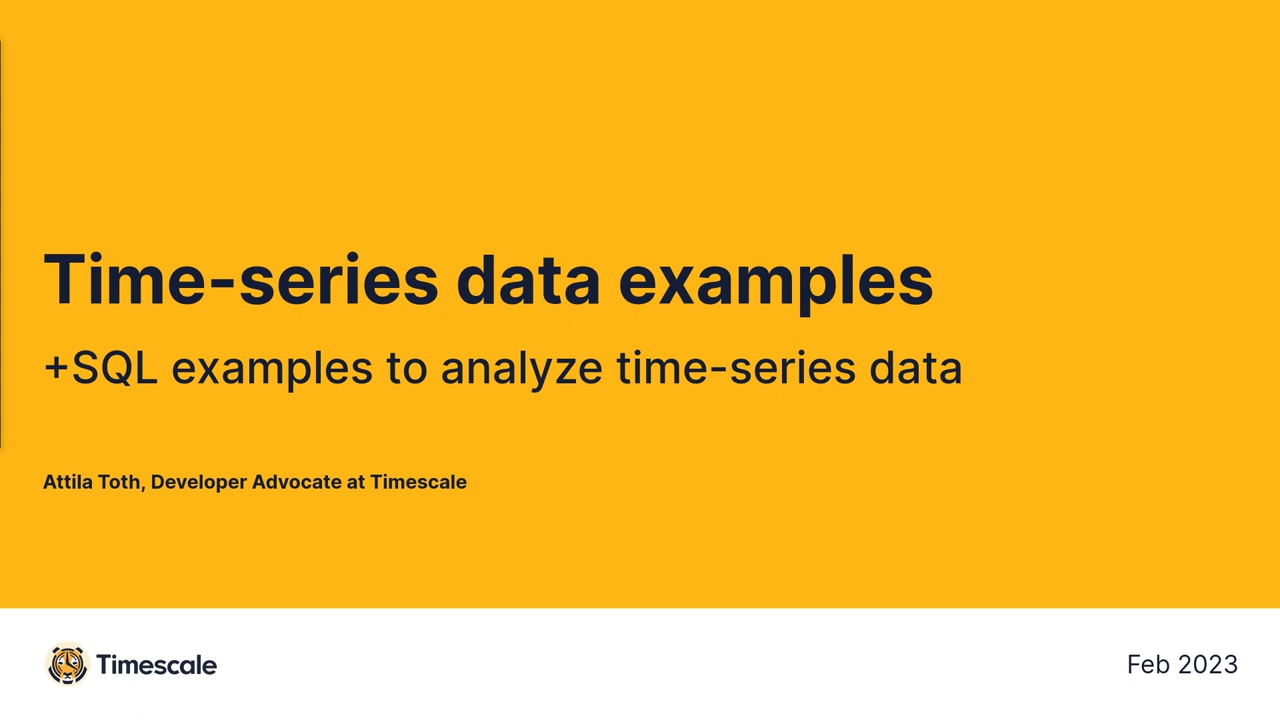 Time-series data examples
+SQL examples to analyze time-series data
Attila Toth, Developer Advocate at Timescale
Timescale
Feb 2023